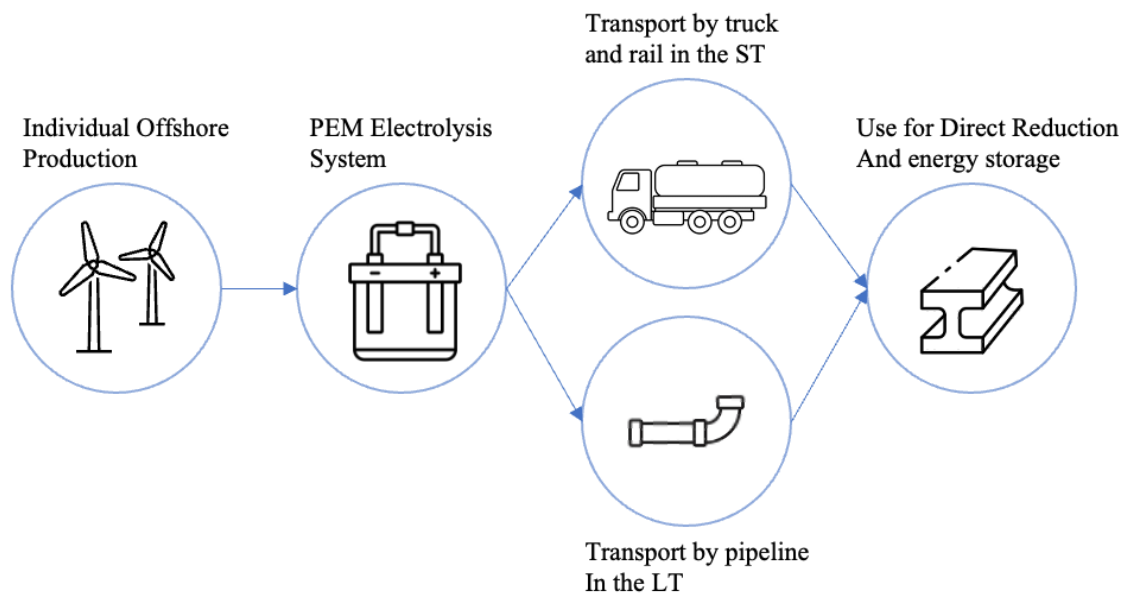 Individual Offshore
Production
PEM Electrolysis
System
Transport by truck
and rail in the ST
Transport by pipeline
In the LT
Use for Direct Reduction
And energy storage